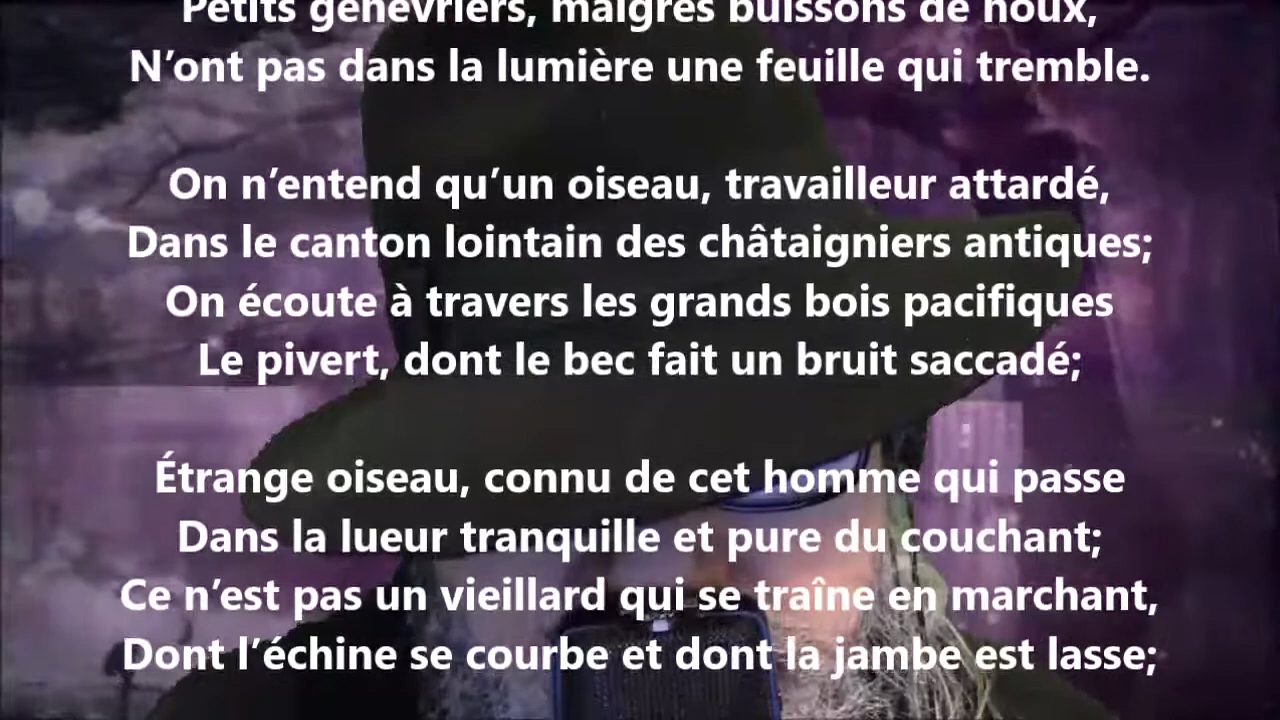 Petits genévriers, maigres buissons de houx,
N’ont pas dans la lumière une feuille qui tremble.
On n’entend qu’un oiseau, travailleur attardé,
Dans le canton lointain des châtaigniers antiques;
On écoute à travers les grands bois pacifiques
Le pivert, dont le bec fait un bruit saccadé;
Étrange oiseau, connu de cet homme qui passe
Dans la lueur tranquille et pure du couchant;
Ce n’est pas un vieillard qui se traîne en marchant,
Dont l’échine se courbe et dont la jambe est lasse;